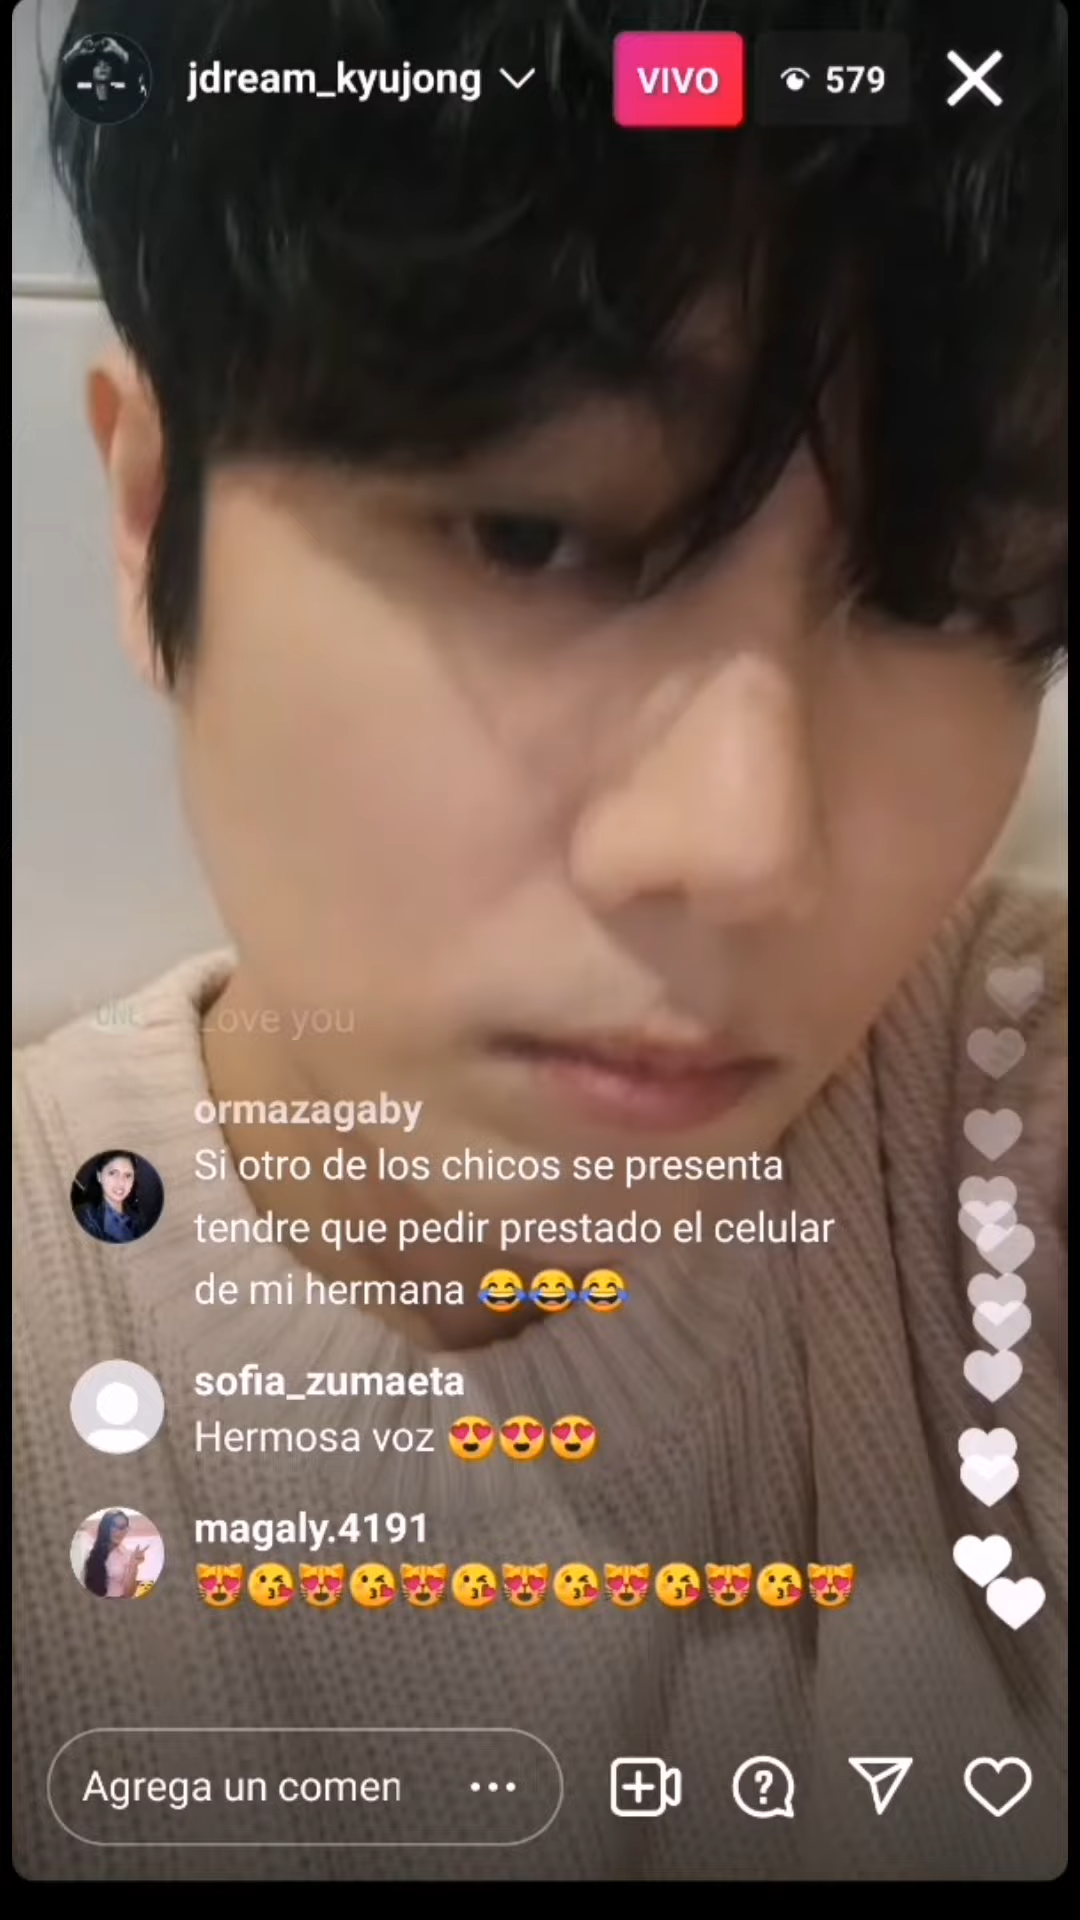 jdream_kyujong
VIVO
579
ONE
Love you
ormazagaby
Si otro de los chicos se presenta
tendre que pedir prestado el celular
de mi hermana 😂😂😂
sofia_zumaeta
Hermosa voz 😍😍😍
magaly.4191
😻😘😻😘😻😘😻😘😻😘😻😘😻
Agrega un comen